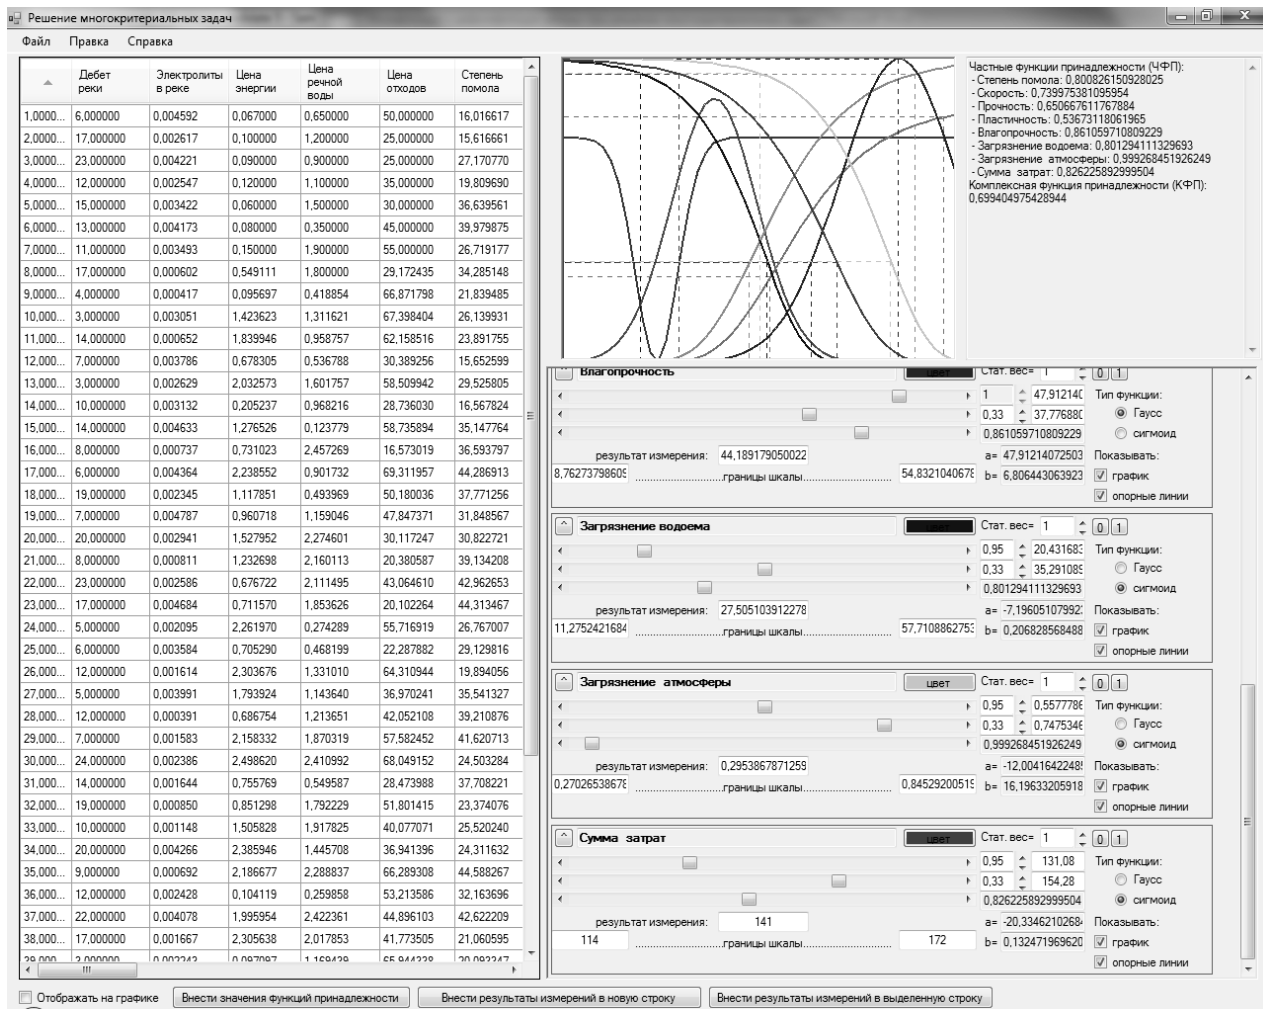 Решение многокритериальных задач
Файл Правка Справка
Дебет реки Электролиты в реке Цена энергии Цена речной воды Цена отходов Степень помола
1,0000... 6,000000 0,004592 0,067000 0,650000 50,000000 16,016617
2,0000... 17,000000 0,002617 0,100000 1,200000 25,000000 15,616661
3,0000... 23,000000 0,004221 0,090000 0,900000 25,000000 27,170770
4,0000... 12,000000 0,002547 0,120000 1,100000 35,000000 19,809690
5,0000... 15,000000 0,003422 0,060000 1,500000 30,000000 36,639561
6,0000... 13,000000 0,004173 0,080000 0,350000 45,000000 39,979875
7,0000... 11,000000 0,003493 0,150000 1,900000 55,000000 26,719177
8,0000... 17,000000 0,000602 0,549111 1,800000 29,172435 34,285148
9,0000... 4,000000 0,000417 0,095697 0,418854 66,871798 21,839485
10,000... 3,000000 0,003051 1,423623 1,311621 67,398404 26,139931
11,000... 14,000000 0,000652 1,839946 0,958757 62,158516 23,891755
12,000... 7,000000 0,003786 0,678305 0,536788 30,389256 15,652599
13,000... 3,000000 0,002629 2,032573 1,601757 58,509942 29,525805
14,000... 10,000000 0,003132 0,205237 0,968216 28,736030 16,567824
15,000... 14,000000 0,004633 1,276526 0,123779 58,735894 35,147764
16,000... 8,000000 0,000737 0,731023 2,457269 16,573019 36,593797
17,000... 6,000000 0,004364 2,238552 0,901732 69,311957 44,286913
18,000... 19,000000 0,002345 1,117851 0,493969 50,180036 37,771256
19,000... 7,000000 0,004787 0,960718 1,159046 47,847371 31,848567
20,000... 20,000000 0,002941 1,527952 2,274601 30,117247 30,822721
21,000... 8,000000 0,000811 1,232698 2,160113 20,380587 39,134208
22,000... 23,000000 0,002586 0,676722 2,111495 43,064610 42,962653
23,000... 17,000000 0,004684 0,711570 1,853626 20,102264 44,313467
24,000... 5,000000 0,002095 2,261970 0,274289 55,716919 26,767007
25,000... 6,000000 0,003584 0,705290 0,468199 22,287882 29,129816
26,000... 12,000000 0,001614 2,303676 1,331010 64,310944 19,894056
27,000... 5,000000 0,003991 1,793924 1,143640 36,970241 35,541327
28,000... 12,000000 0,000391 0,686754 1,213651 42,052108 39,210876
29,000... 7,000000 0,001583 2,158332 1,870319 57,582452 41,620713
30,000... 24,000000 0,002386 2,498620 2,410992 68,049152 24,503284
31,000... 14,000000 0,001644 0,755769 0,549587 28,473988 37,708221
32,000... 19,000000 0,000850 0,851298 1,792229 51,801415 23,374076
33,000... 10,000000 0,001148 1,505828 1,917825 40,077071 25,520240
34,000... 20,000000 0,004266 2,385946 1,445708 36,941396 24,311632
35,000... 9,000000 0,000692 2,186677 2,288837 66,289308 44,588267
36,000... 12,000000 0,002428 0,104119 0,259858 53,213586 32,163696
37,000... 22,000000 0,004078 1,995954 2,422361 44,896103 42,622209
38,000... 17,000000 0,001667 2,305638 2,017853 41,773505 21,060595
Частные функции принадлежности (ЧФП):
- Степень помола: 0,800826150928025
- Скорость: 0,739975381095954
- Прочность: 0,650667611767884
- Пластичность: 0,53673118061965
- Влагопрочность: 0,861059710809229
- Загрязнение водоема: 0,801294111329693
- Загрязнение атмосферы: 0,999268451926249
- Сумма затрат: 0,826225892999504
Комплексная функция принадлежности (КФП):
0,699404975428944
Влагопрочность цвет Стат. вес= 1 0 1
1 47,91214( Тип функции:
0,33 37,77688( Гаусс
0,861059710809229 сигмоид
результат измерения: 44,189179050022 a= 47,91214072503 Показывать:
8,7627379860 ....границы шкалы.... 54,8321040678 b= 6,806443063923 график
опорные линии
Загрязнение водоема цвет Стат. вес= 1 0 1
0,95 20,431683 Тип функции:
0,33 35,291089 Гаусс
0,801294111329693 сигмоид
результат измерения: 27,505103912278 a= -7,19605107992 Показывать:
11,2752421684 ....границы шкалы.... 57,7108862753 b= 0,206828568488 график
опорные линии
Загрязнение атмосферы цвет Стат. вес= 1 0 1
0,95 0,5577786 Тип функции:
0,33 0,7475346 Гаусс
0,999268451926249 сигмоид
результат измерения: 0,2953867871259 a= -12,0041642248 Показывать:
0,27026538678 ....границы шкалы.... 0,84529200519 b= 16,19633205918 график
опорные линии
Сумма затрат цвет Стат. вес= 1 0 1
0,95 131,08 Тип функции:
0,33 154,28 Гаусс
0,826225892999504 сигмоид
результат измерения: 141 a= -20,3346210268 Показывать:
114 ....границы шкалы.... 172 b= 0,132471969620 график
опорные линии
Отображать на графике Внести значения функций принадлежности Внести результаты измерений в новую строку Внести результаты измерений в выделенную строку